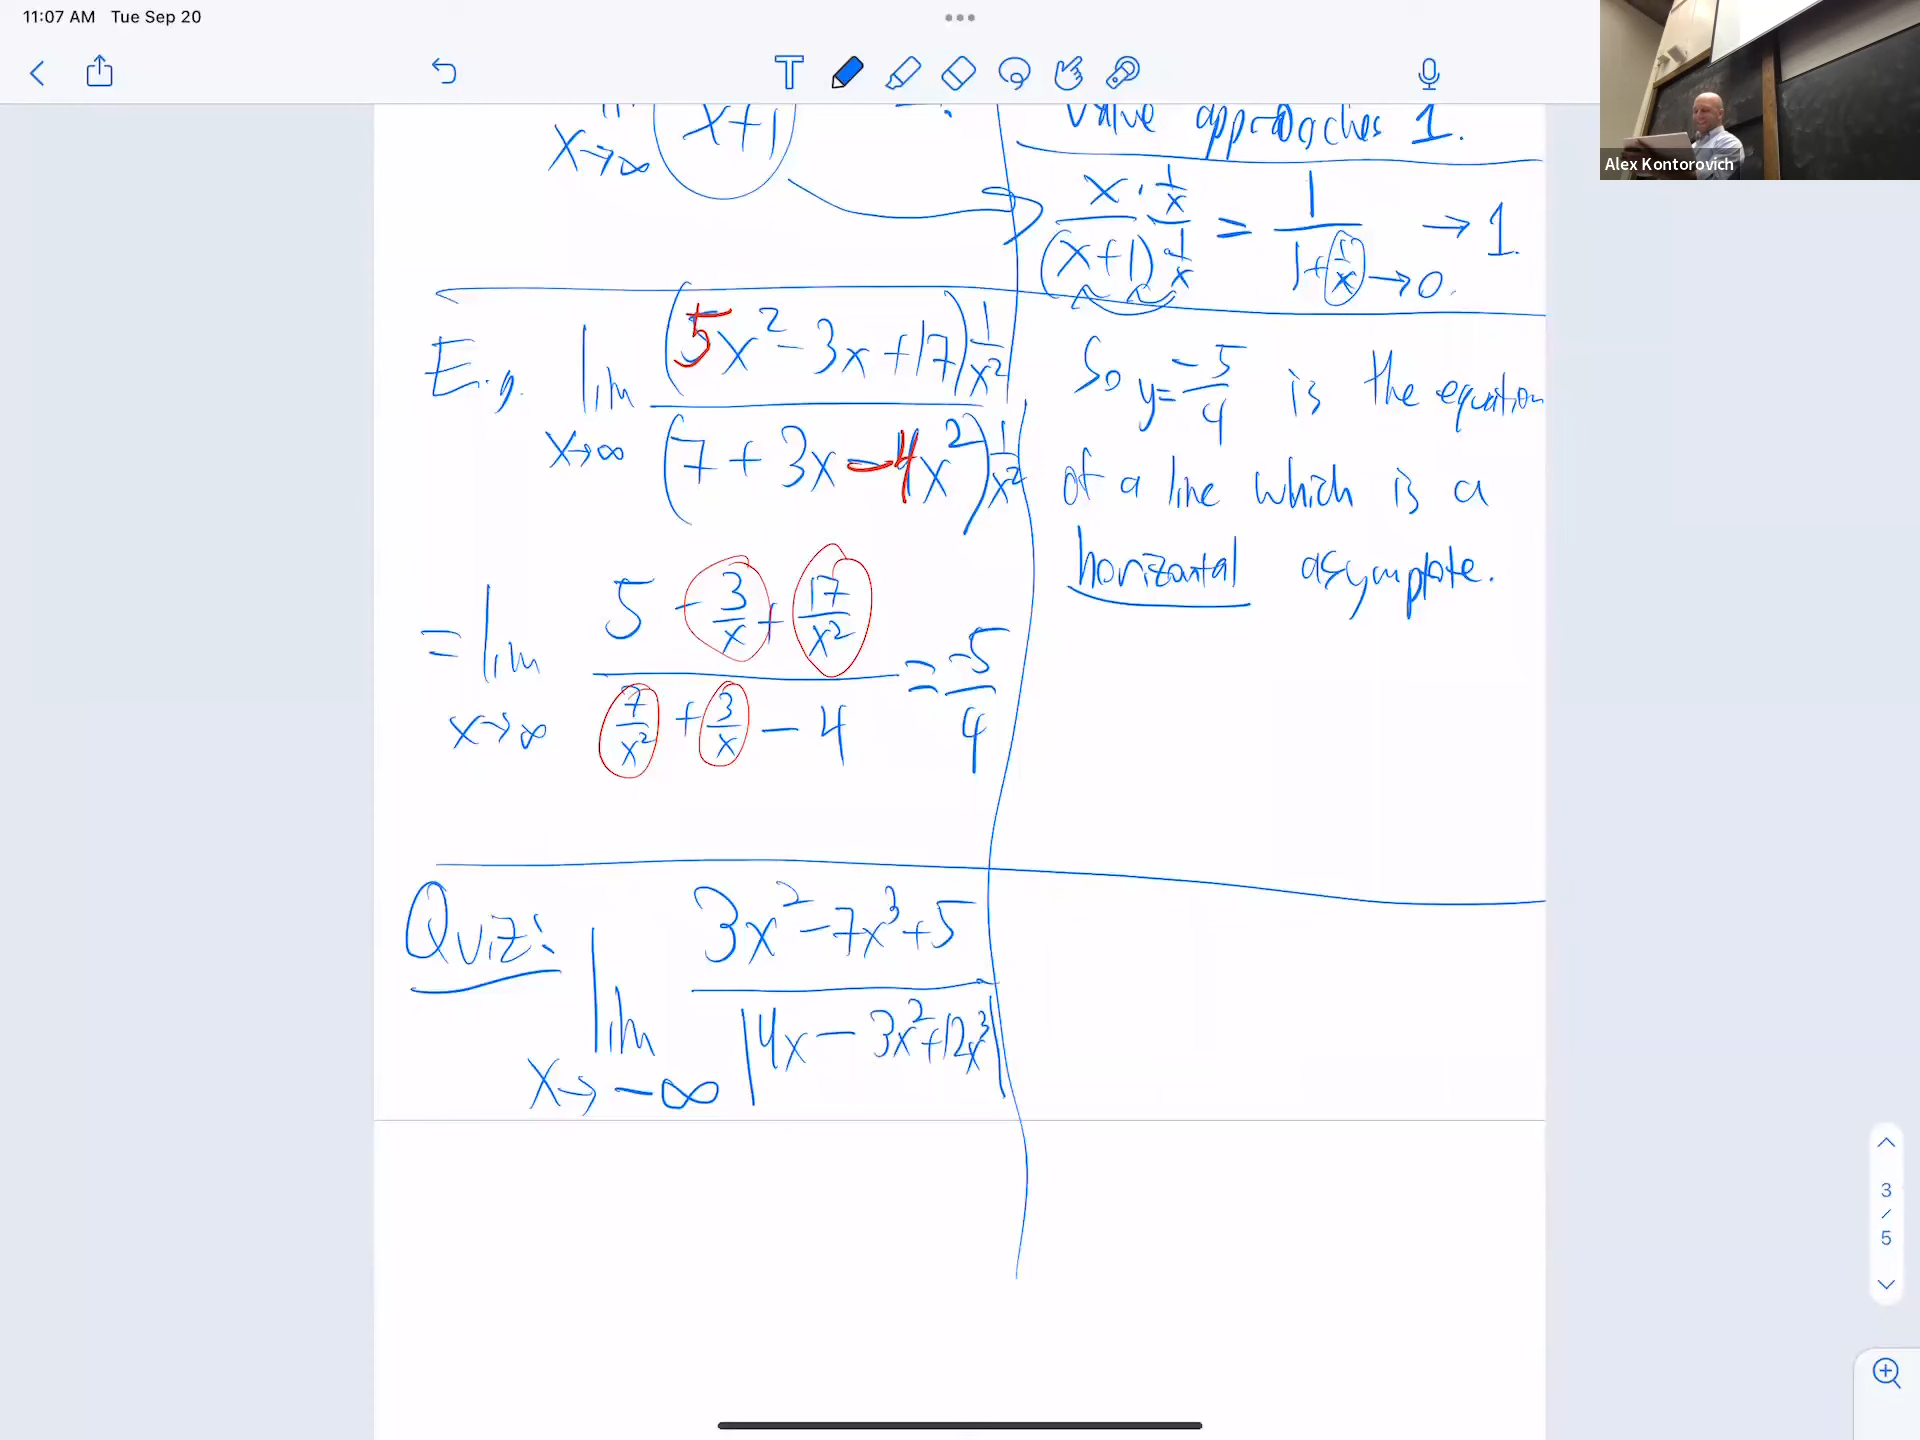 11:07 AM Tue Sep 20
Alex Kontorovich
lim x→∞ x+1 = ?
value approaches 1.
x · 1/x / (x+1) 1/x = 1 / 1+1/x → 0 → 1.
E.g. lim x→∞ (5x² - 3x + 17) 1/x² / (7 + 3x - 4x²) 1/x²
= lim x→∞ 5 - 3/x + 17/x² / 7/x² + 3/x - 4 = -5/4
So y = -5/4 is the equation
of a line which is a
horizontal asymptote.
Quiz: lim x→ -∞ 3x² - 7x³ + 5 / |4x - 3x² + 12x³|
3
/
5